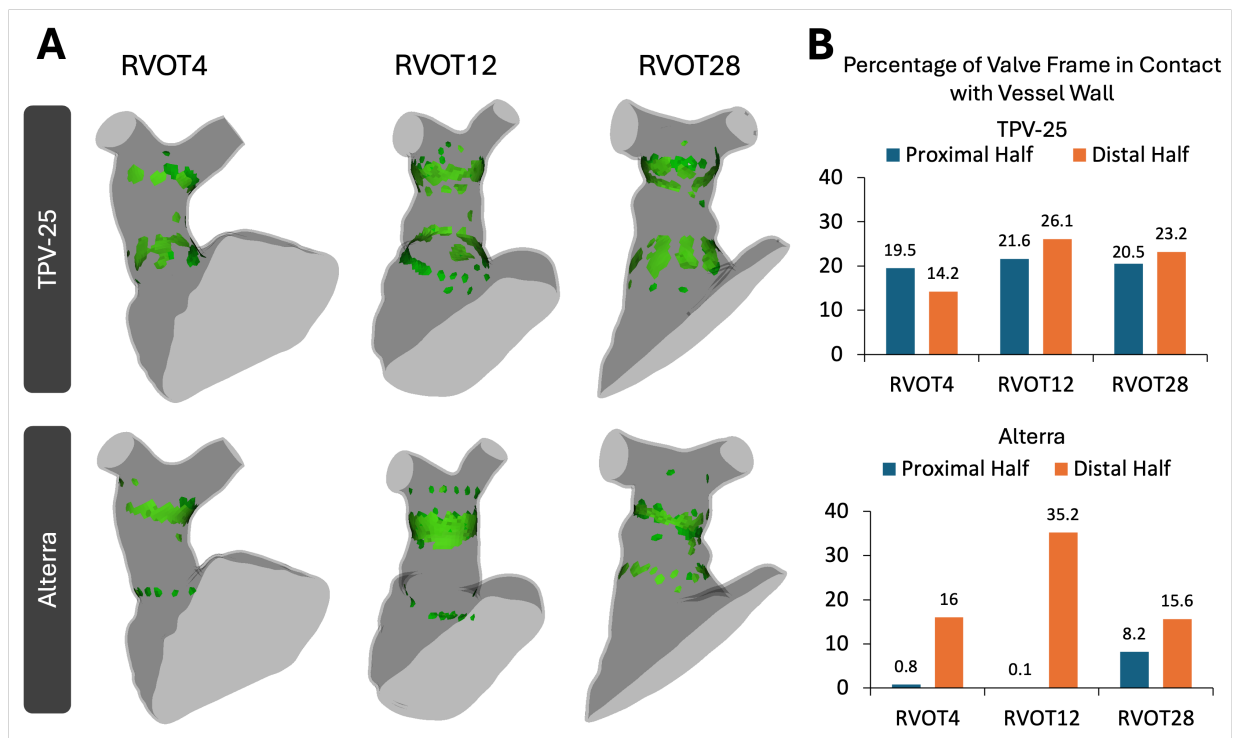 A
RVOT4
RVOT12
RVOT28
TPV-25
Alterra
B
Percentage of Valve Frame in Contact
with Vessel Wall
TPV-25
Proximal Half
Distal Half
40
30
20
10
0
19.5
14.2
21.6
26.1
20.5
23.2
RVOT4
RVOT12
RVOT28
Alterra
Proximal Half
Distal Half
40
30
20
10
0
0.8
16
0.1
35.2
8.2
15.6
RVOT4
RVOT12
RVOT28